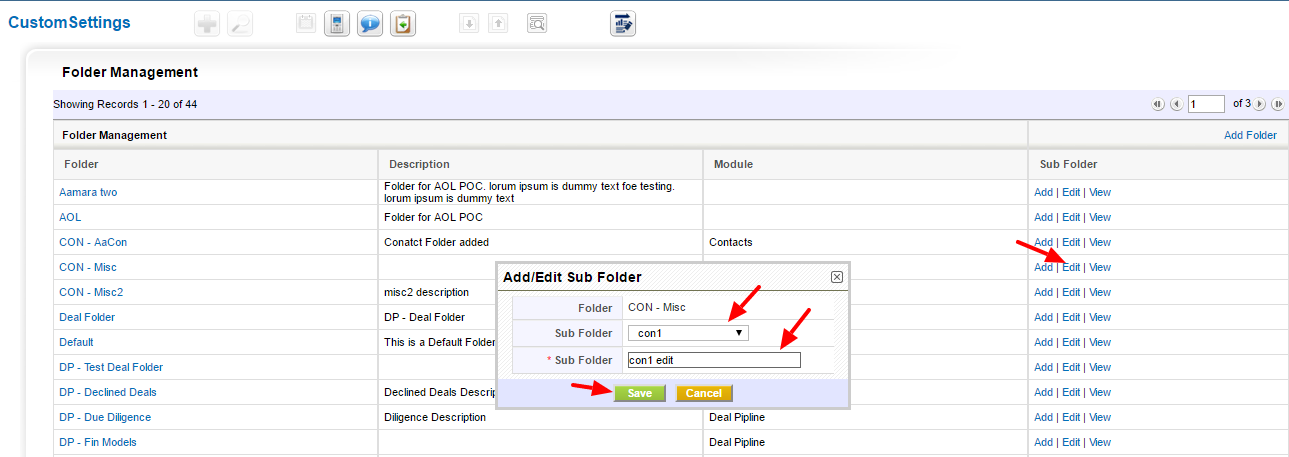 CustomSettings
Folder Management
Showing Records 1 - 20 of 44
1 of 3
Folder Management Add Folder
Folder Description Module Sub Folder
Aamara two Folder for AOL POC. lorum ipsum is dummy text foe testing. lorum ipsum is dummy text Add | Edit | View
AOL Folder for AOL POC Add | Edit | View
CON - AaCon Conatct Folder added Contacts Add | Edit | View
CON - Misc Add | Edit | View
CON - Misc2 misc2 description Add | Edit | View
Deal Folder DP - Deal Folder Add | Edit | View
Default This is a Default Folder Add | Edit | View
DP - Test Deal Folder Add | Edit | View
DP - Declined Deals Declined Deals Descrip Add | Edit | View
DP - Due Diligence Diligence Description Deal Pipline Add | Edit | View
DP - Fin Models Deal Pipline Add | Edit | View
Add/Edit Sub Folder
Folder CON - Misc
Sub Folder con1
* Sub Folder con1 edit
Save Cancel